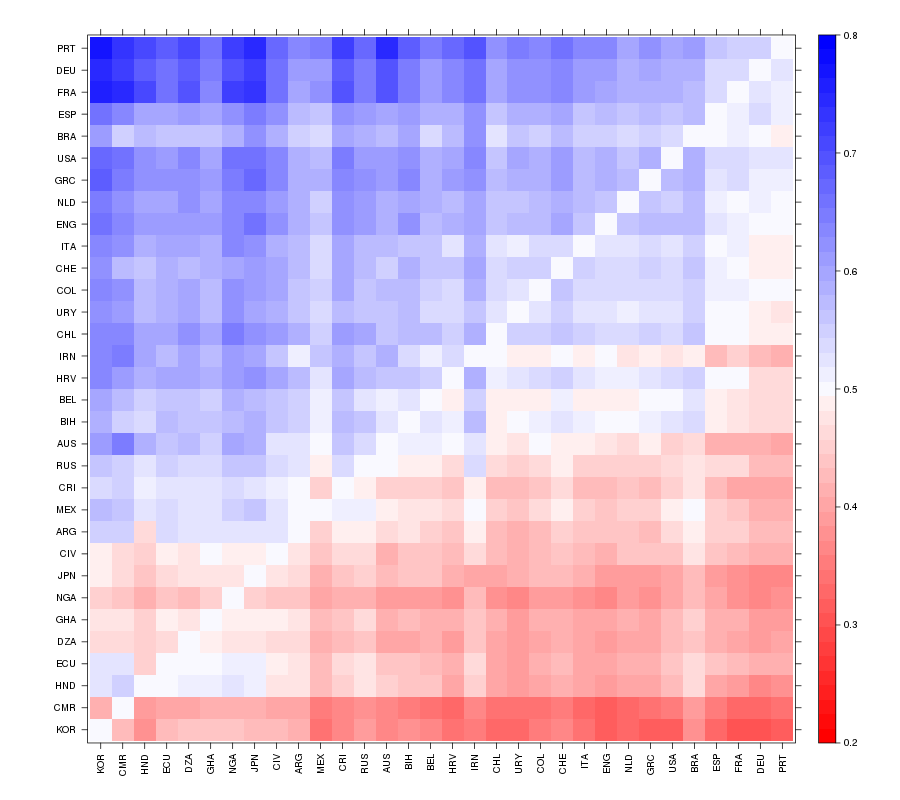 PRT
DEU
FRA
ESP
BRA
USA
GRC
NLD
ENG
ITA
CHE
COL
URY
CHL
IRN
HRV
BEL
BIH
AUS
RUS
CRI
MEX
ARG
CIV
JPN
NGA
GHA
DZA
ECU
HND
CMR
KOR
KOR CMR HND ECU DZA GHA NGA JPN CIV ARG MEX CRI RUS AUS BIH BEL HRV IRN CHL URY COL CHE ITA ENG NLD GRC USA BRA ESP FRA DEU PRT
0.8
0.7
0.6
0.5
0.4
0.3
0.2